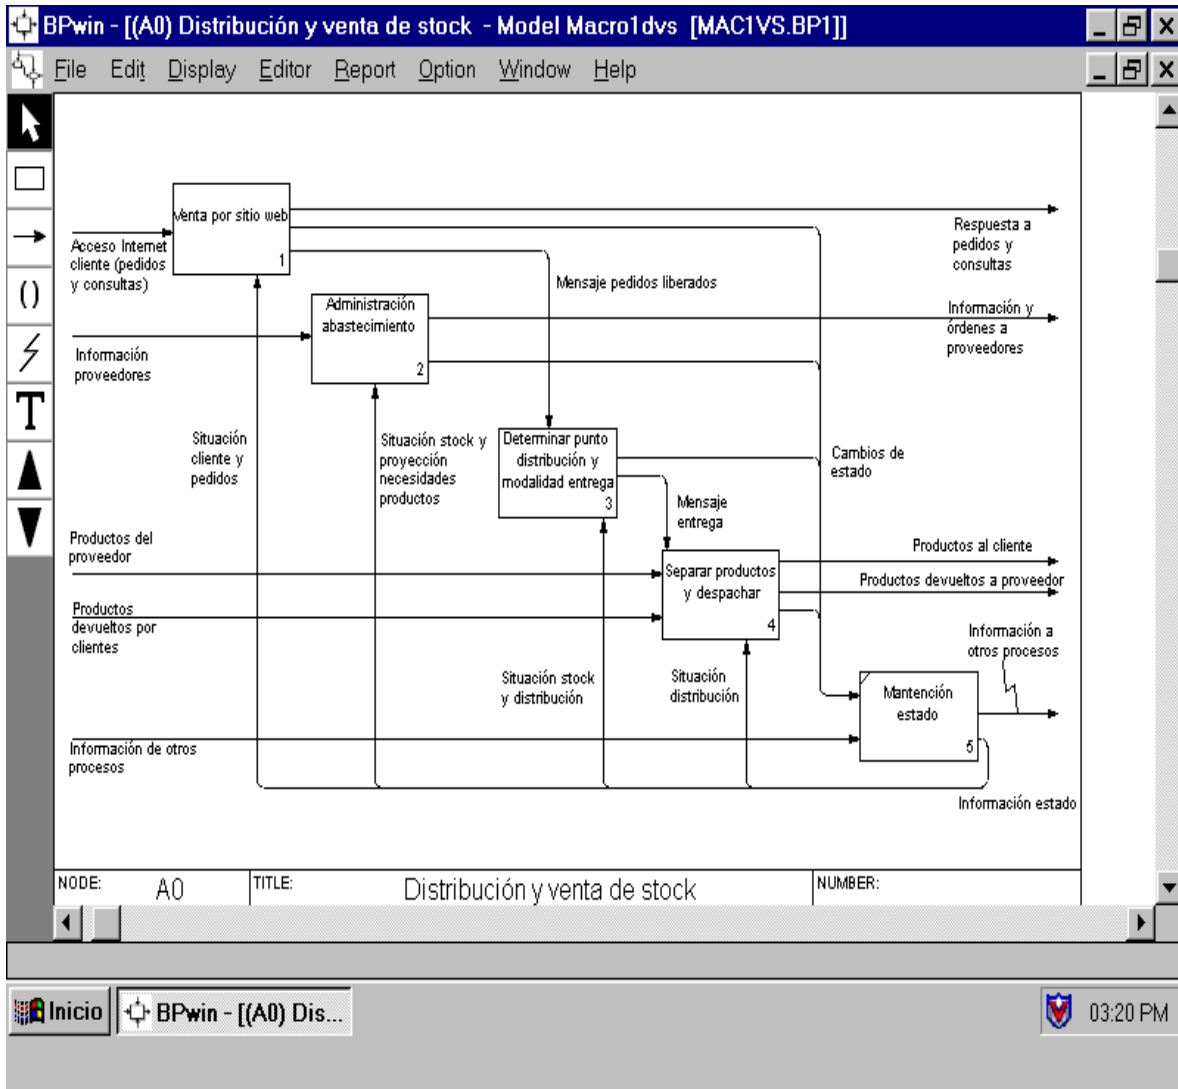 BPwin - [(A0) Distribución y venta de stock - Model Macro1dvs [MAC1VS.BP1]]
File Edit Display Editor Report Option Window Help
Venta por sitio web
1
Acceso Internet
cliente (pedidos
y consultas)
Respuesta a
pedidos y
consultas
Mensaje pedidos liberados
Administración
abastecimiento
2
Información y
órdenes a
proveedores
Información
proveedores
Situación
cliente y
pedidos
Situación stock y
proyección
necesidades
productos
Determinar punto
distribución y
modalidad entrega
3
Cambios de
estado
Mensaje
entrega
Productos del
proveedor
Productos al cliente
Separar productos
y despachar
4
Productos devueltos a proveedor
Productos
devueltos por
clientes
Información a
otros procesos
Situación stock
y distribución
Situación
distribución
Mantención
estado
5
Información de otros
procesos
Información estado
NODE:
A0
TITLE:
Distribución y venta de stock
NUMBER:
Inicio
BPwin - [(A0) Dis...
03:20 PM